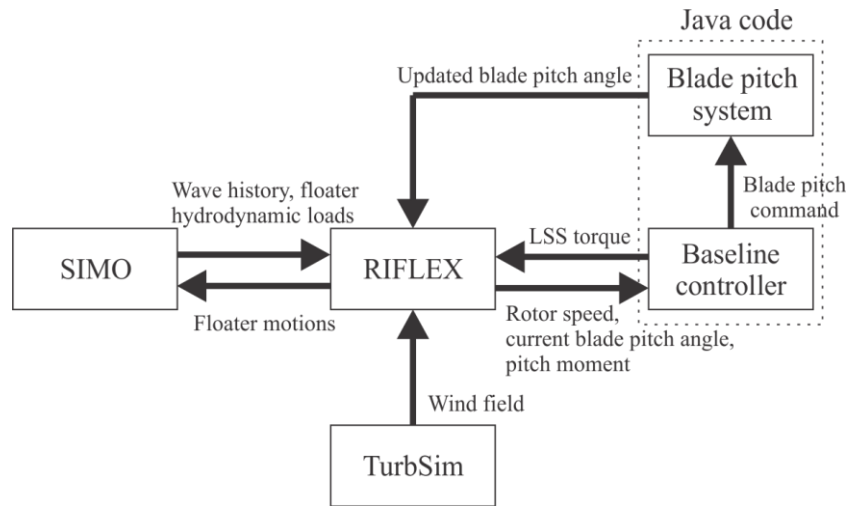 Java code
Updated blade pitch angle
Blade pitch
system
Wave history, floater
hydrodynamic loads
Blade pitch
command
SIMO
RIFLEX
LSS torque
Baseline
controller
Floater motions
Rotor speed,
current blade pitch angle,
pitch moment
Wind field
TurbSim